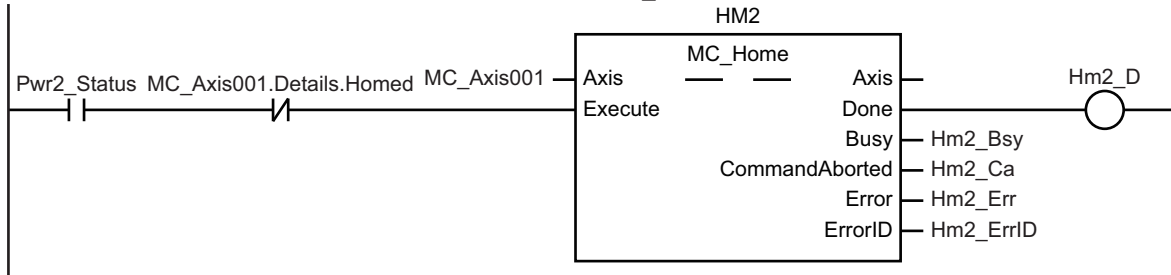 HM2
MC_Home
Pwr2_Status MC_Axis001.Details.Homed MC_Axis001 Axis Axis Hm2_D
Execute Done
Busy Hm2_Bsy
CommandAborted Hm2_Ca
Error Hm2_Err
ErrorID Hm2_ErrID